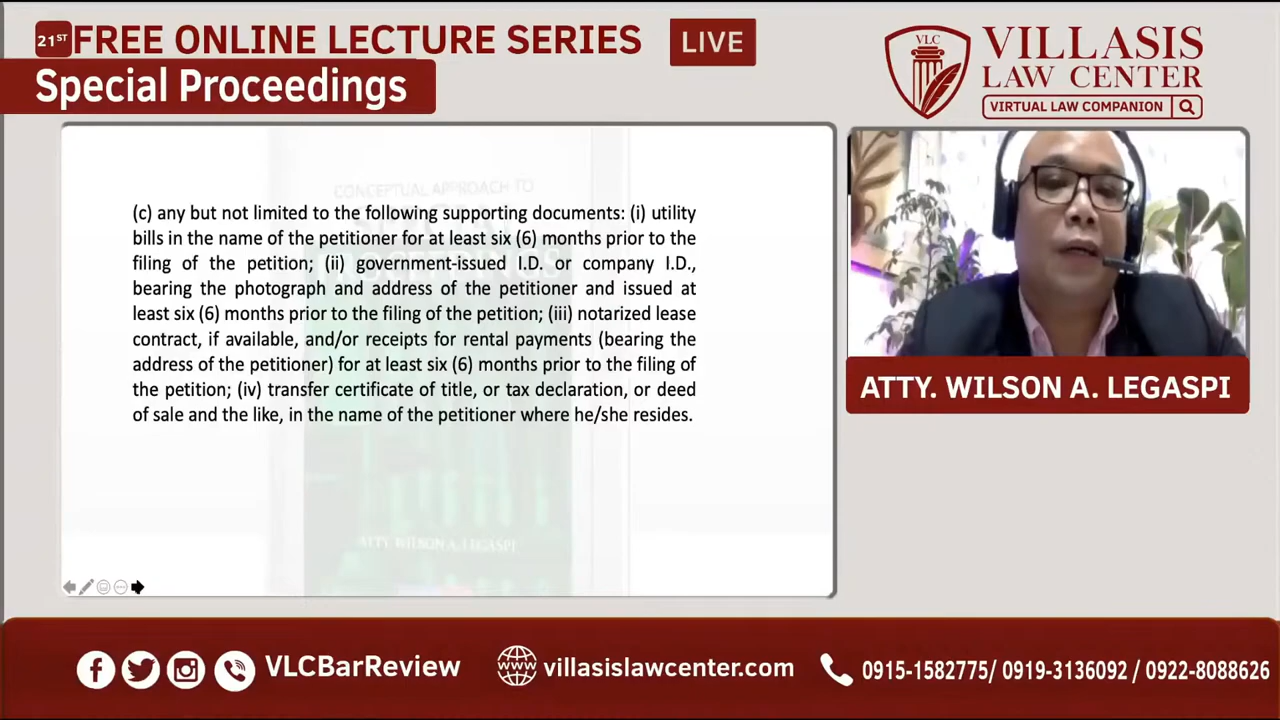 21ST FREE ONLINE LECTURE SERIES
LIVE
Special Proceedings
VLC
VILLASIS
LAW CENTER
VIRTUAL LAW COMPANION
CONCEPTUAL APPROACH TO
(c) any but not limited to the following supporting documents: (i) utility
bills in the name of the petitioner for at least six (6) months prior to the
filing of the petition; (ii) government-issued I.D. or company I.D.,
bearing the photograph and address of the petitioner and issued at
least six (6) months prior to the filing of the petition; (iii) notarized lease
contract, if available, and/or receipts for rental payments (bearing the
address of the petitioner) for at least six (6) months prior to the filing of
the petition; (iv) transfer certificate of title, or tax declaration, or deed
of sale and the like, in the name of the petitioner where he/she resides.
ATTY. WILSON A. LEGASPI
ATTY. WILSON A. LEGASPI
VLCBarReview
www
villasislawcenter.com
0915-1582775/ 0919-3136092 / 0922-8088626